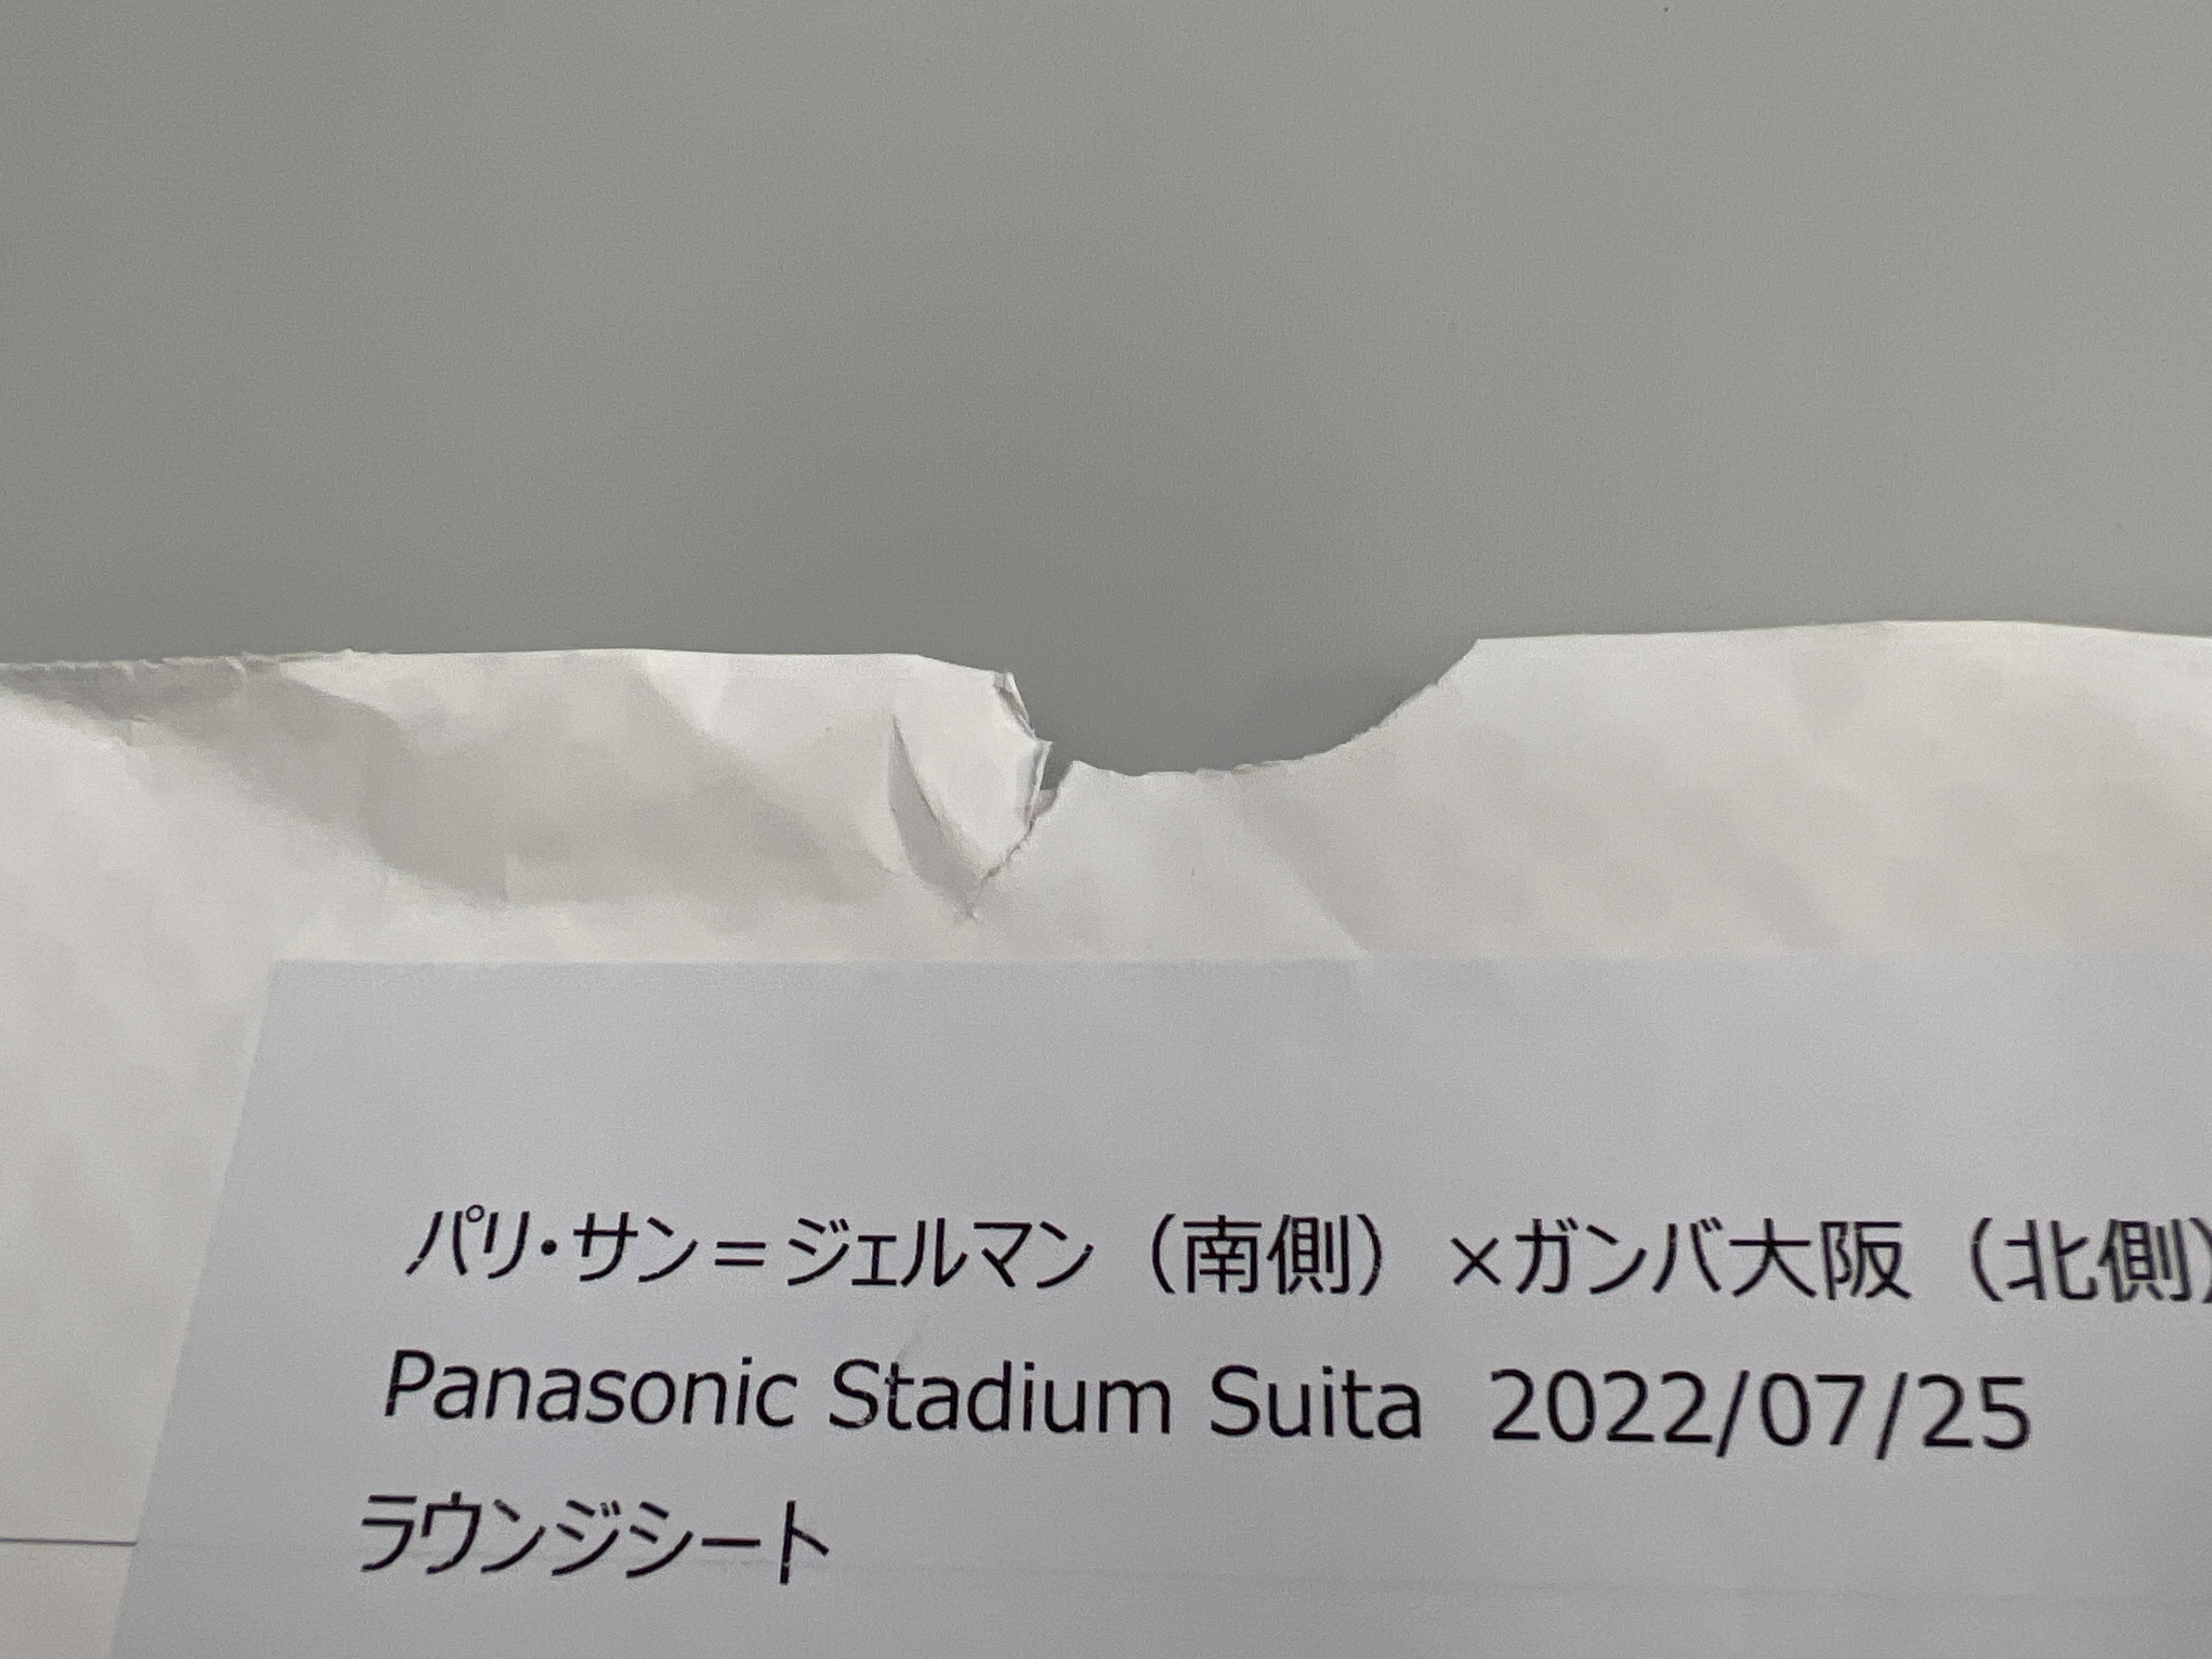 パリ・サン＝ジェルマン（南側）×ガンバ大阪（北側）
Panasonic Stadium Suita 2022/07/25
ラウンジシート